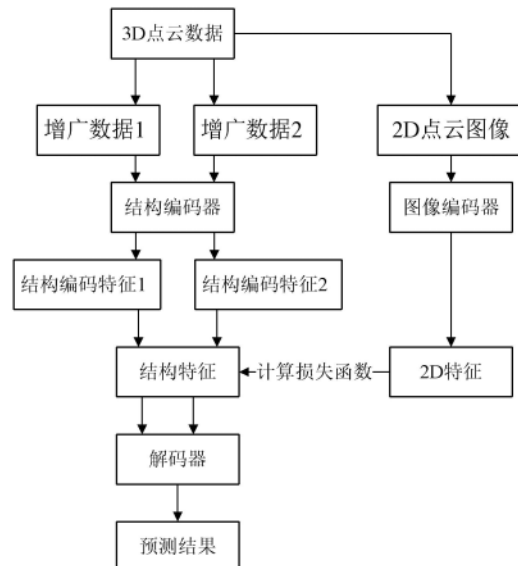 3D点云数据
增广数据1
增广数据2
2D点云图像
结构编码器
图像编码器
结构编码特征1
结构编码特征2
结构特征
计算损失函数
2D特征
解码器
预测结果